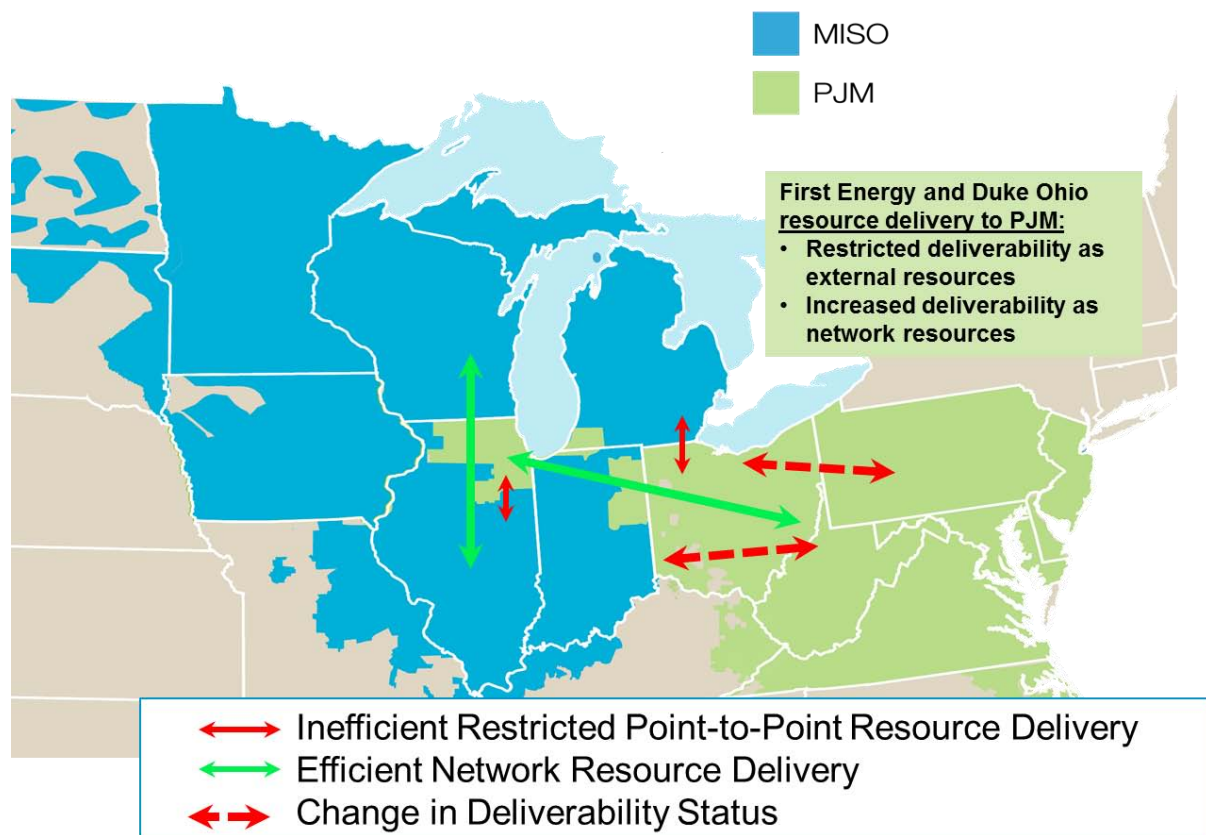 MISO
PJM
First Energy and Duke Ohio
resource delivery to PJM:
• Restricted deliverability as
external resources
• Increased deliverability as
network resources
Inefficient Restricted Point-to-Point Resource Delivery
Efficient Network Resource Delivery
Change in Deliverability Status